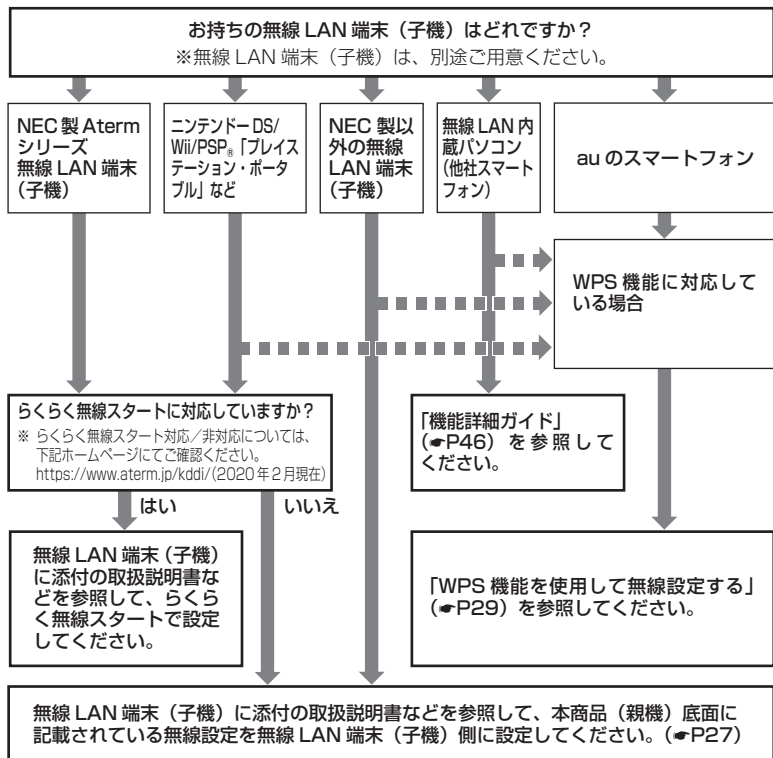 お持ちの無線 LAN 端末（子機）はどれですか？
※無線 LAN 端末（子機）は、別途ご用意ください。
NEC 製 Aterm
シリーズ
無線 LAN 端末
（子機）
ニンテンドーDS/
Wii/PSP®「プレイス
テーション・ポータ
ブル」など
NEC 製以
外の無線
LAN 端末
（子機）
無線 LAN 内
蔵パソコン
（他社スマート
フォン）
au のスマートフォン
WPS 機能に対応して
いる場合
らくらく無線スタートに対応していますか？
※ らくらく無線スタート対応／非対応については、
下記ホームページにてご確認ください。
https://www.aterm.jp/kddi/(2020年2月現在)
「機能詳細ガイド」
（☛P46）を参照して
ください。
はい
いいえ
無線 LAN 端末（子機）
に添付の取扱説明書な
どを参照して、らくら
く無線スタートで設定
してください。
「WPS 機能を使用して無線設定する」
（☛P29）を参照してください。
無線 LAN 端末（子機）に添付の取扱説明書などを参照して、本商品（親機）底面に
記載されている無線設定を無線 LAN 端末（子機）側に設定してください。（☛P27）